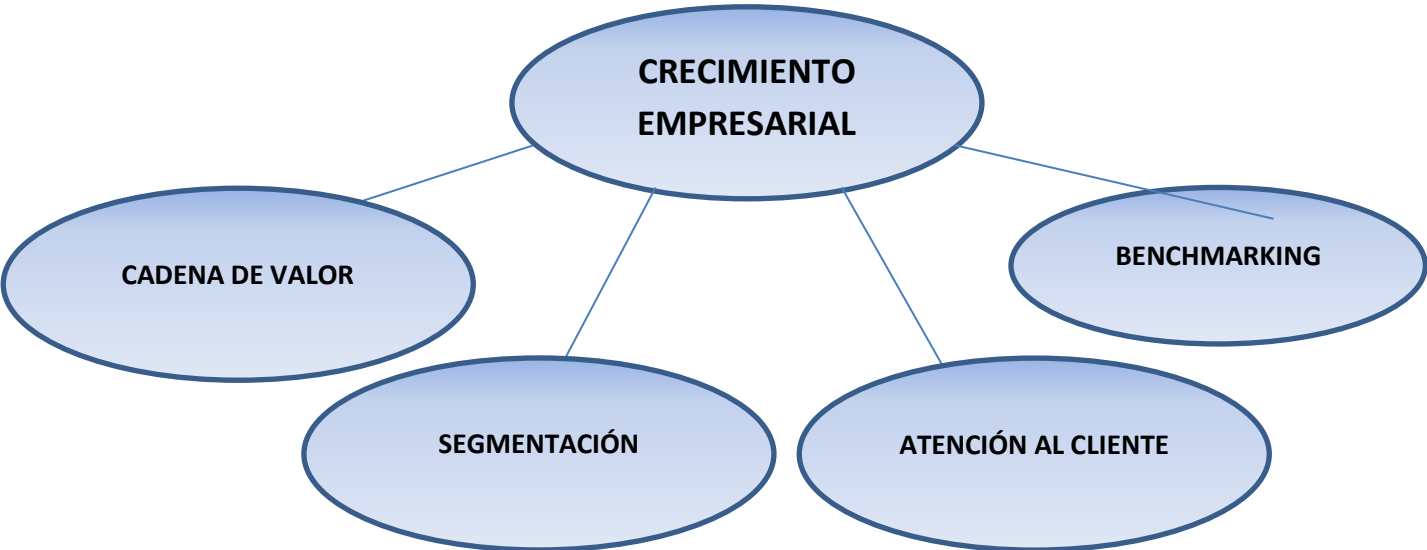 CRECIMIENTO
EMPRESARIAL
CADENA DE VALOR
BENCHMARKING
SEGMENTACIÓN
ATENCIÓN AL CLIENTE